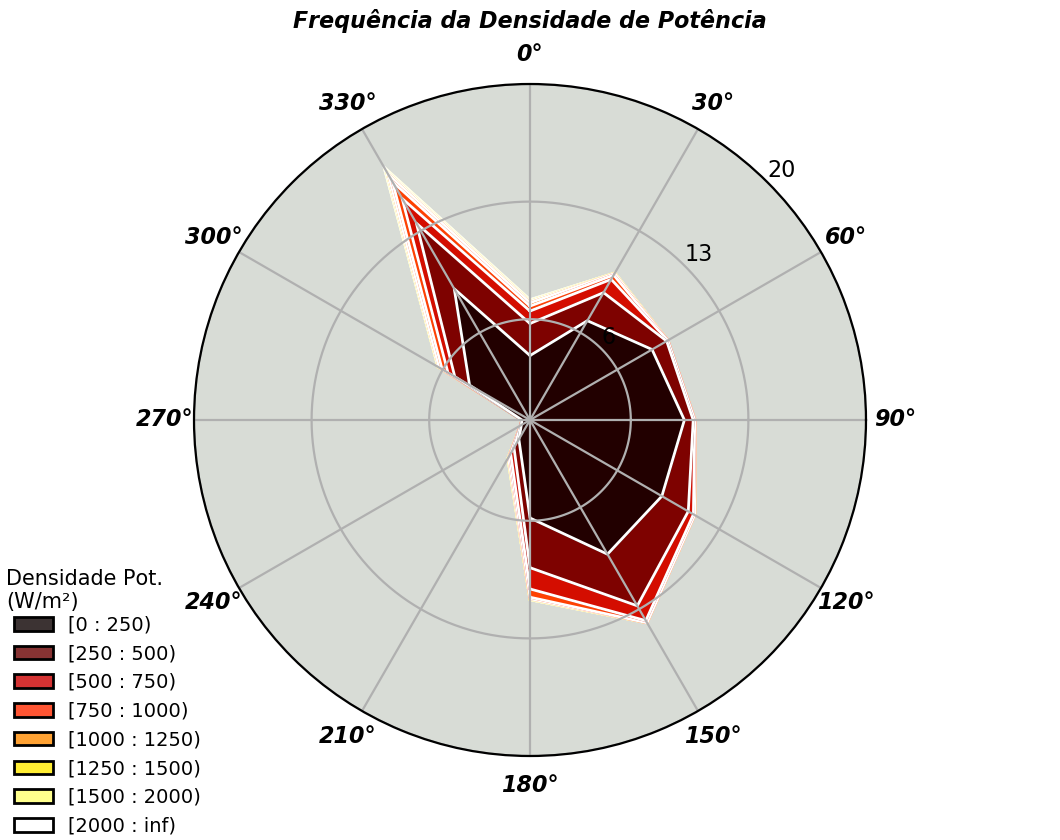 Frequência da Densidade de Potência
0°
330°
30°
20
300°
60°
13
6
270°
90°
240°
120°
210°
150°
180°
Densidade Pot.
(W/m²)
[0 : 250)
[250 : 500)
[500 : 750)
[750 : 1000)
[1000 : 1250)
[1250 : 1500)
[1500 : 2000)
[2000 : inf)